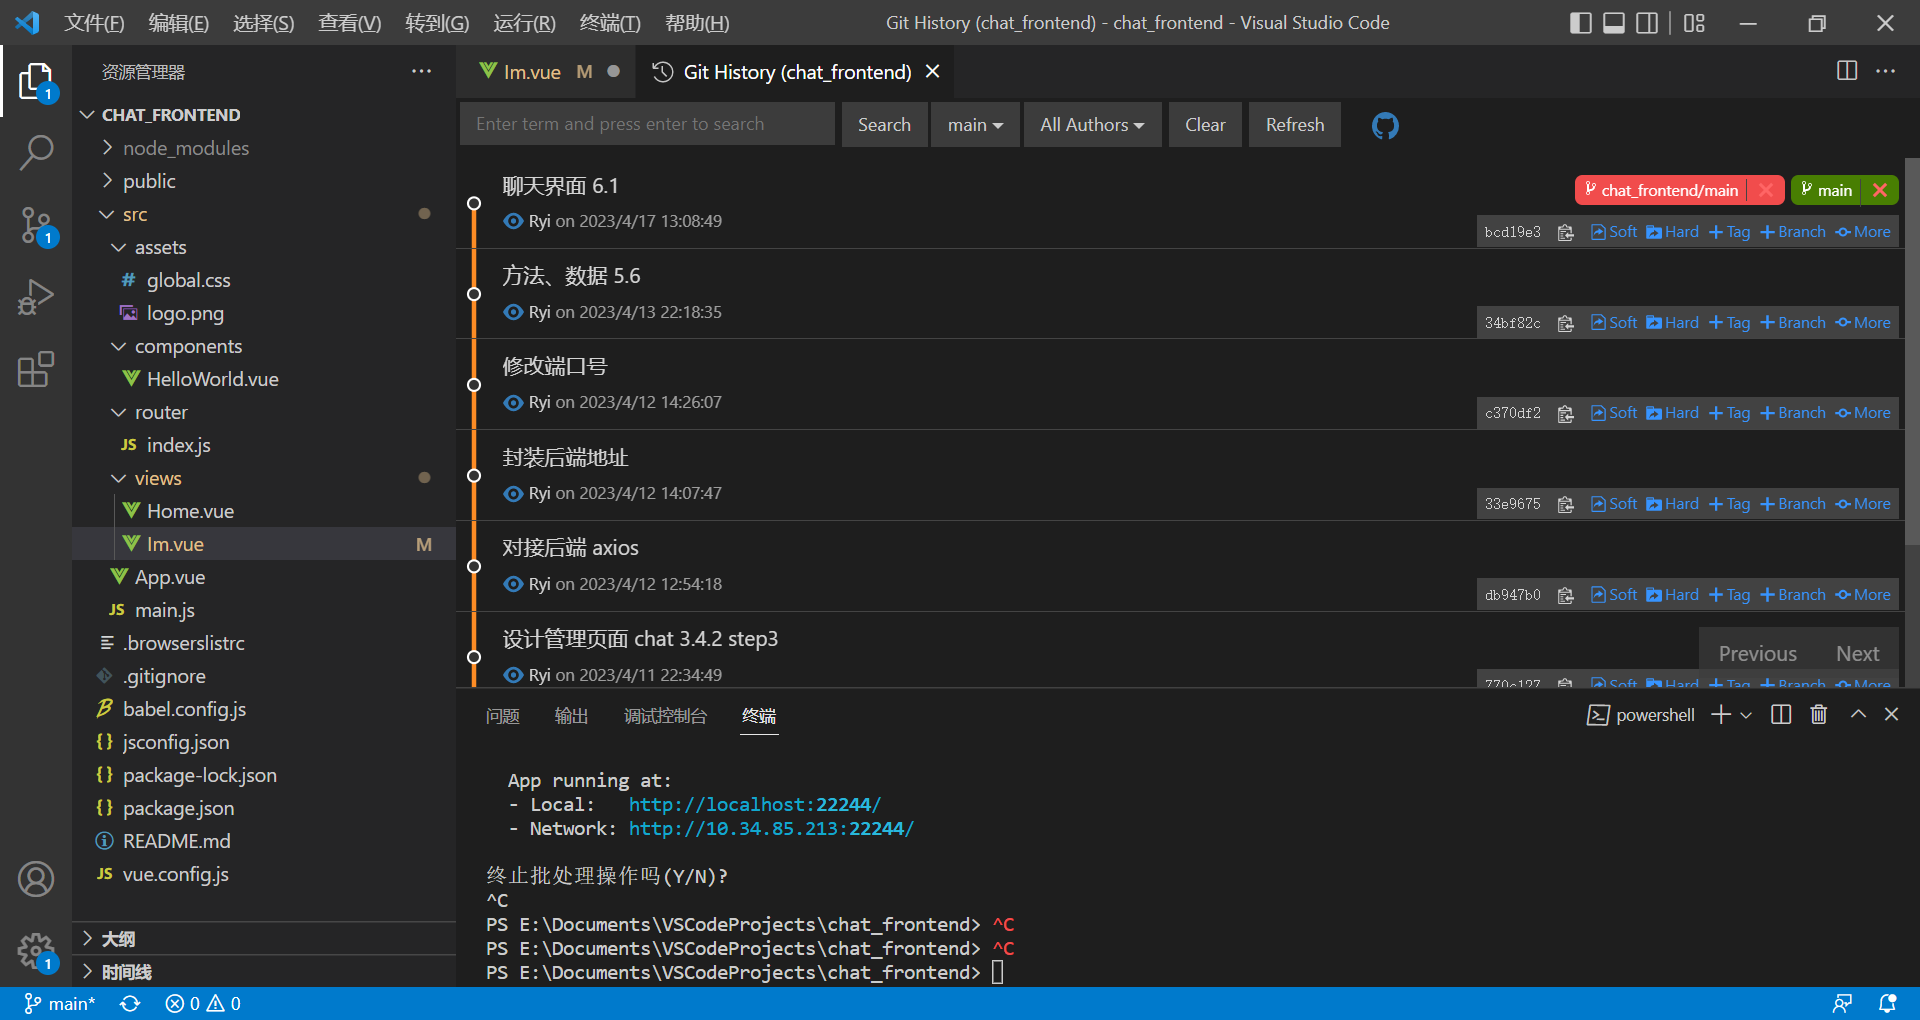 文件(F) 编辑(E) 选择(S) 查看(V) 转到(G) 运行(R) 终端(T) 帮助(H) Git History (chat_frontend) - chat_frontend - Visual Studio Code
资源管理器
CHAT_FRONTEND
node_modules
public
src
assets
# global.css
logo.png
components
HelloWorld.vue
router
JS index.js
views
Home.vue
Im.vue M
App.vue
JS main.js
.browserslistrc
.gitignore
babel.config.js
{} jsconfig.json
{} package-lock.json
{} package.json
README.md
JS vue.config.js
大纲
时间线
1
1
1
Im.vue M Git History (chat_frontend)
Enter term and press enter to search Search main All Authors Clear Refresh
聊天界面 6.1
chat_frontend/main main
Ryi on 2023/4/17 13:08:49
bcd19e3 Soft Hard Tag Branch More
方法、数据 5.6
Ryi on 2023/4/13 22:18:35
34bf82c Soft Hard Tag Branch More
修改端口号
Ryi on 2023/4/12 14:26:07
c370df2 Soft Hard Tag Branch More
封装后端地址
Ryi on 2023/4/12 14:07:47
33e9675 Soft Hard Tag Branch More
对接后端 axios
Ryi on 2023/4/12 12:54:18
db947b0 Soft Hard Tag Branch More
设计管理页面 chat 3.4.2 step3
Previous Next
Ryi on 2023/4/11 22:34:49
770c127 Soft Hard Tag Branch More
问题 输出 调试控制台 终端 powershell
App running at:
- Local: http://localhost:22244/
- Network: http://10.34.85.213:22244/
终止批处理操作吗(Y/N)?
^C
PS E:\Documents\VSCodeProjects\chat_frontend> ^C
PS E:\Documents\VSCodeProjects\chat_frontend> ^C
PS E:\Documents\VSCodeProjects\chat_frontend>
main* 0 0